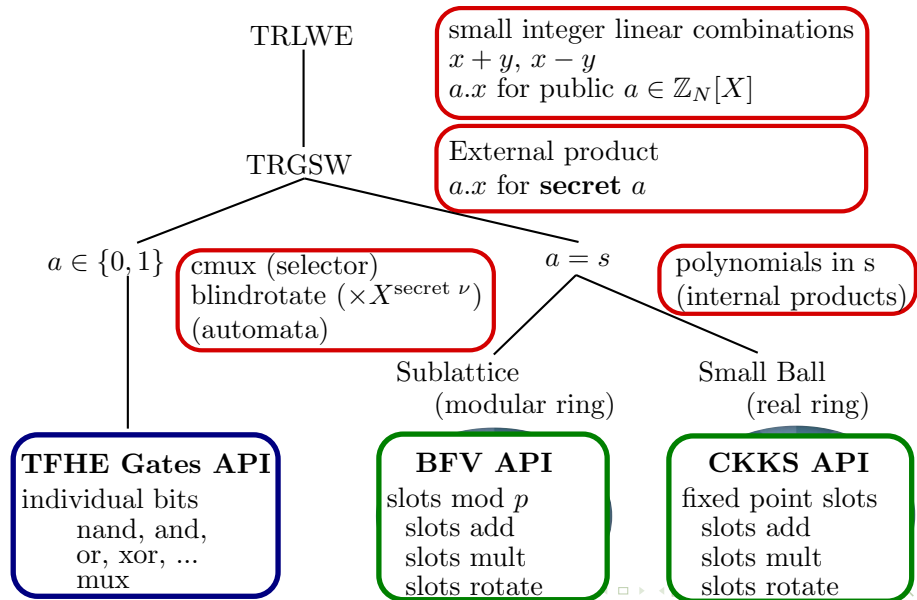 TRLWE
small integer linear combinations
x + y, x − y
a.x for public a ∈ ℤ_N[X]
TRGSW
External product
a.x for secret a
a ∈ {0, 1}
cmux (selector)
blindrotate (×X^{secret ν})
(automata)
a = s
polynomials in s
(internal products)
Sublattice
(modular ring)
Small Ball
(real ring)
TFHE Gates API
individual bits
nand, and,
or, xor, ...
mux
BFV API
slots mod p
slots add
slots mult
slots rotate
CKKS API
fixed point slots
slots add
slots mult
slots rotate